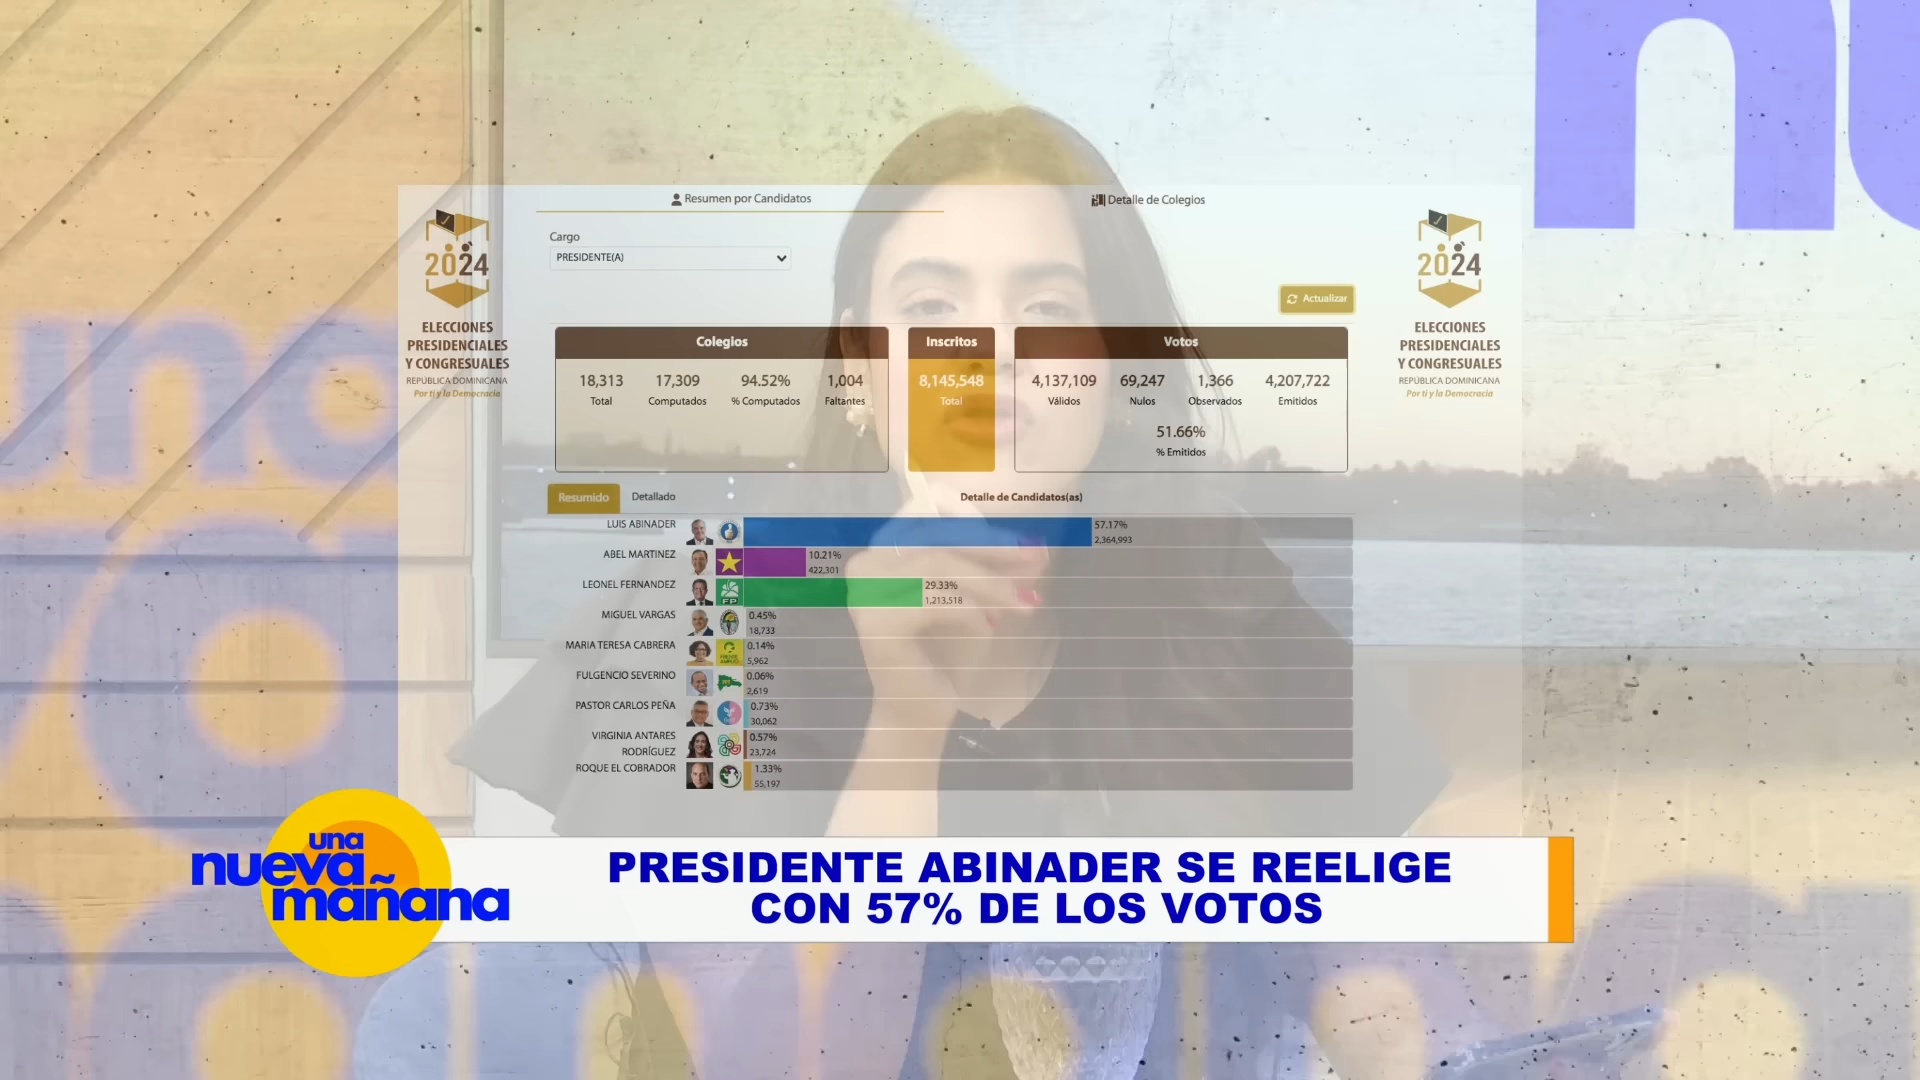 Resumen por Candidatos
Detalle de Colegios
Cargo
PRESIDENTE(A)
Actualizar
2024
ELECCIONES
PRESIDENCIALES
Y CONGRESUALES
REPÚBLICA DOMINICANA
Por ti y la Democracia
2024
ELECCIONES
PRESIDENCIALES
Y CONGRESUALES
REPÚBLICA DOMINICANA
Por ti y la Democracia
Colegios
18,313 17,309 94.52% 1,004
Total Computados % Computados Faltantes
Inscritos
8,145,548
Total
Votos
4,137,109 69,247 1,366 4,207,722
Válidos Nulos Observados Emitidos
51.66%
% Emitidos
Resumido Detallado Detalle de Candidatos(as)
LUIS ABINADER 57.17%
2,364,993
ABEL MARTINEZ 10.21%
422,301
LEONEL FERNANDEZ FP 29.33%
1,213,518
MIGUEL VARGAS 0.45%
18,733
MARIA TERESA CABRERA 0.14%
5,962
FULGENCIO SEVERINO 0.06%
2,619
PASTOR CARLOS PEÑA 0.73%
30,062
VIRGINIA ANTARES
RODRÍGUEZ 0.57%
23,724
ROQUE EL COBRADOR 1.33%
55,197
una
nueva
mañana
PRESIDENTE ABINADER SE REELIGE
CON 57% DE LOS VOTOS